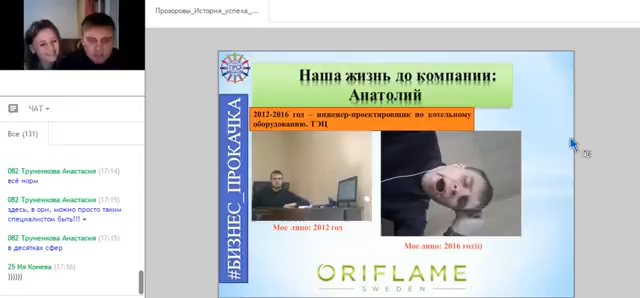 Прозоровы_История_успеха_...
ЧАТ
Все (131)
082 Труненкова Анастасия (17:14)
всё норм
082 Труненкова Анастасия (17:15)
здесь, в ори, можно просто таким
специалистом быть!!! »
082 Труненкова Анастасия (17:15)
в десятках сфер
25 Ия Конева (17:16)
))))))
ПРО
#БИЗНЕС_ПРОКАЧКА
Наша жизнь до компании:
Анатолий
2012-2016 год – инженер-проектировщик по котельному
оборудованию. ТЭЦ
Мое лицо: 2012 год
Мое лицо: 2016 год)))
ORIFLAME
SWEDEN